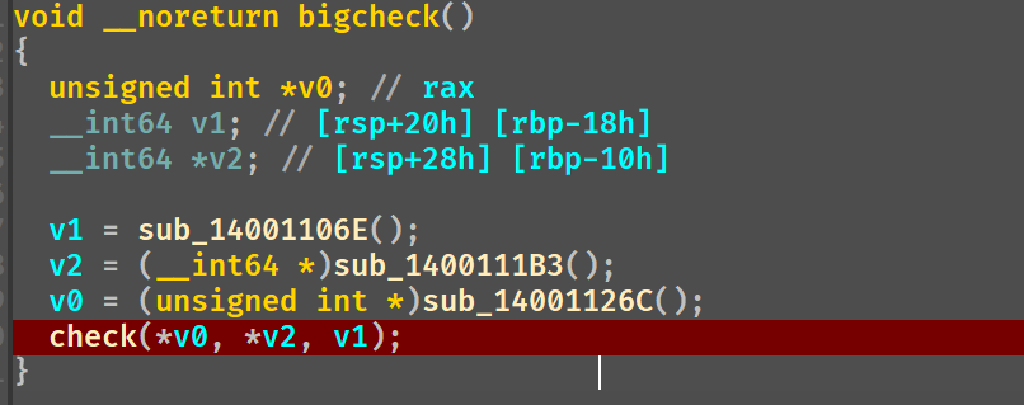 void __noreturn bigcheck()
{
unsigned int *v0; // rax
__int64 v1; // [rsp+20h] [rbp-18h]
__int64 *v2; // [rsp+28h] [rbp-10h]
v1 = sub_14001106E();
v2 = (__int64 *)sub_1400111B3();
v0 = (unsigned int *)sub_14001126C();
check(*v0, *v2, v1);
}